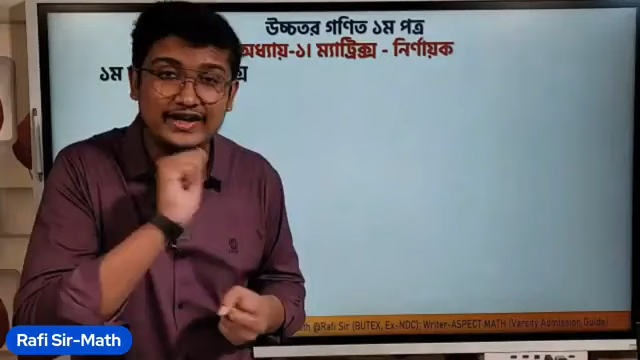 উচ্চতর গণিত ১ম পত্র
অধ্যায়-১। ম্যাট্রিক্স - নির্ণায়ক
১ম
@Rafi Sir (BUTEX, Ex-NDC); Writer-ASPECT MATH (Varsity Admission Guide)
Rafi Sir-Math